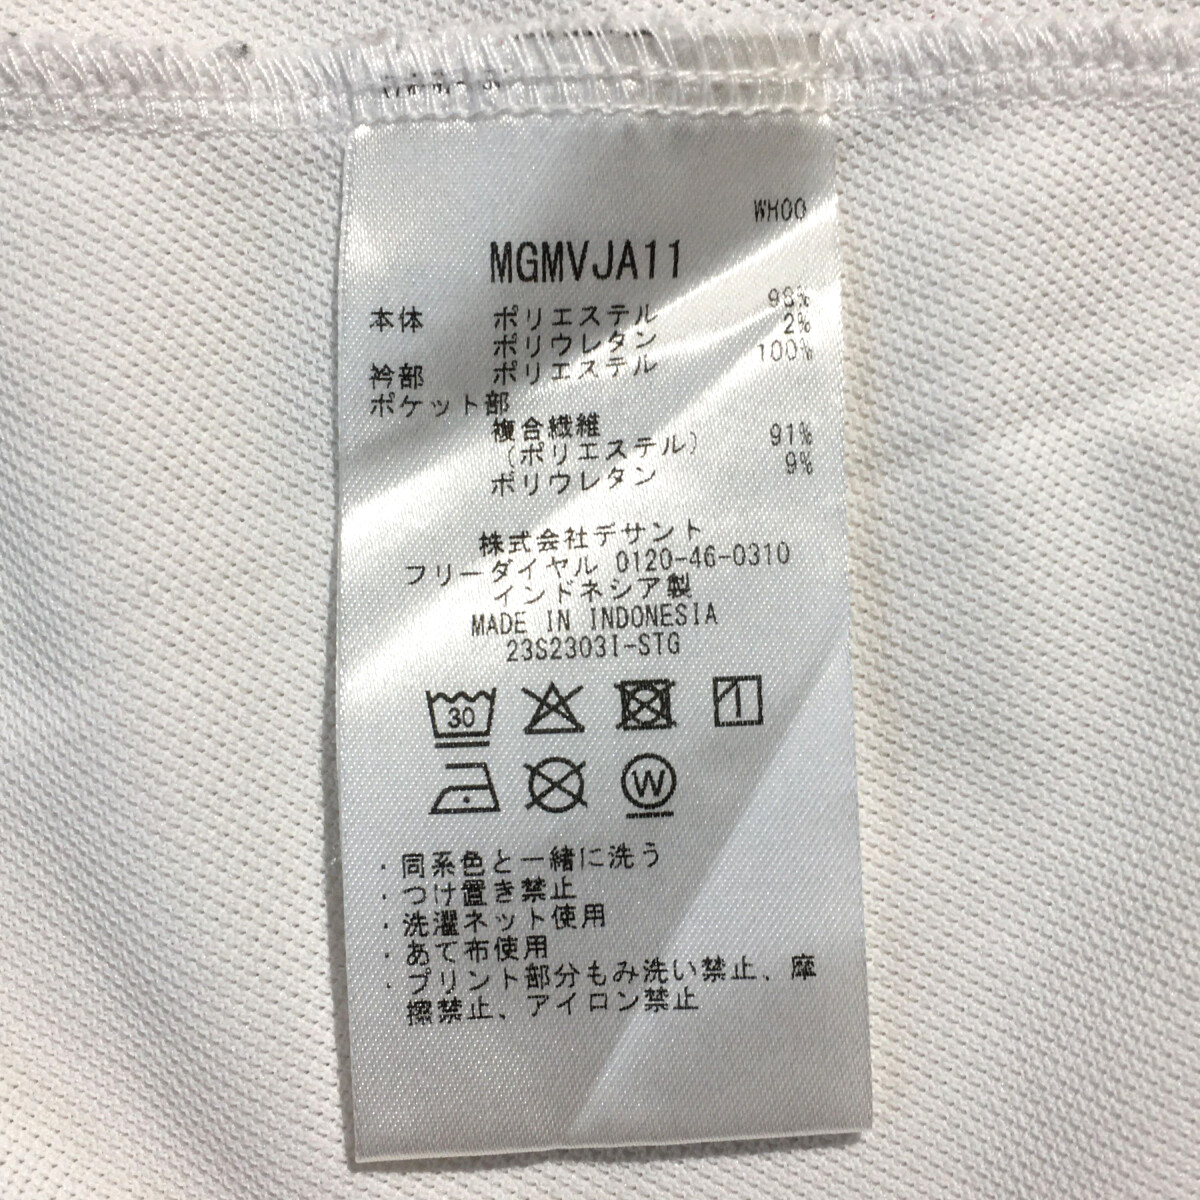 WH00
MGMVJA11
本体 ポリエステル 98%
ポリウレタン 2%
衿部 ポリエステル 100%
ポケット部
複合繊維
(ポリエステル) 91%
ポリウレタン 9%
株式会社デサント
フリーダイヤル 0120-46-0310
インドネシア製
MADE IN INDONESIA
23S2303I-STG
30
W
・同系色と一緒に洗う
・つけ置き禁止
・洗濯ネット使用
・あて布使用
・プリント部分もみ洗い禁止、摩
擦禁止、アイロン禁止